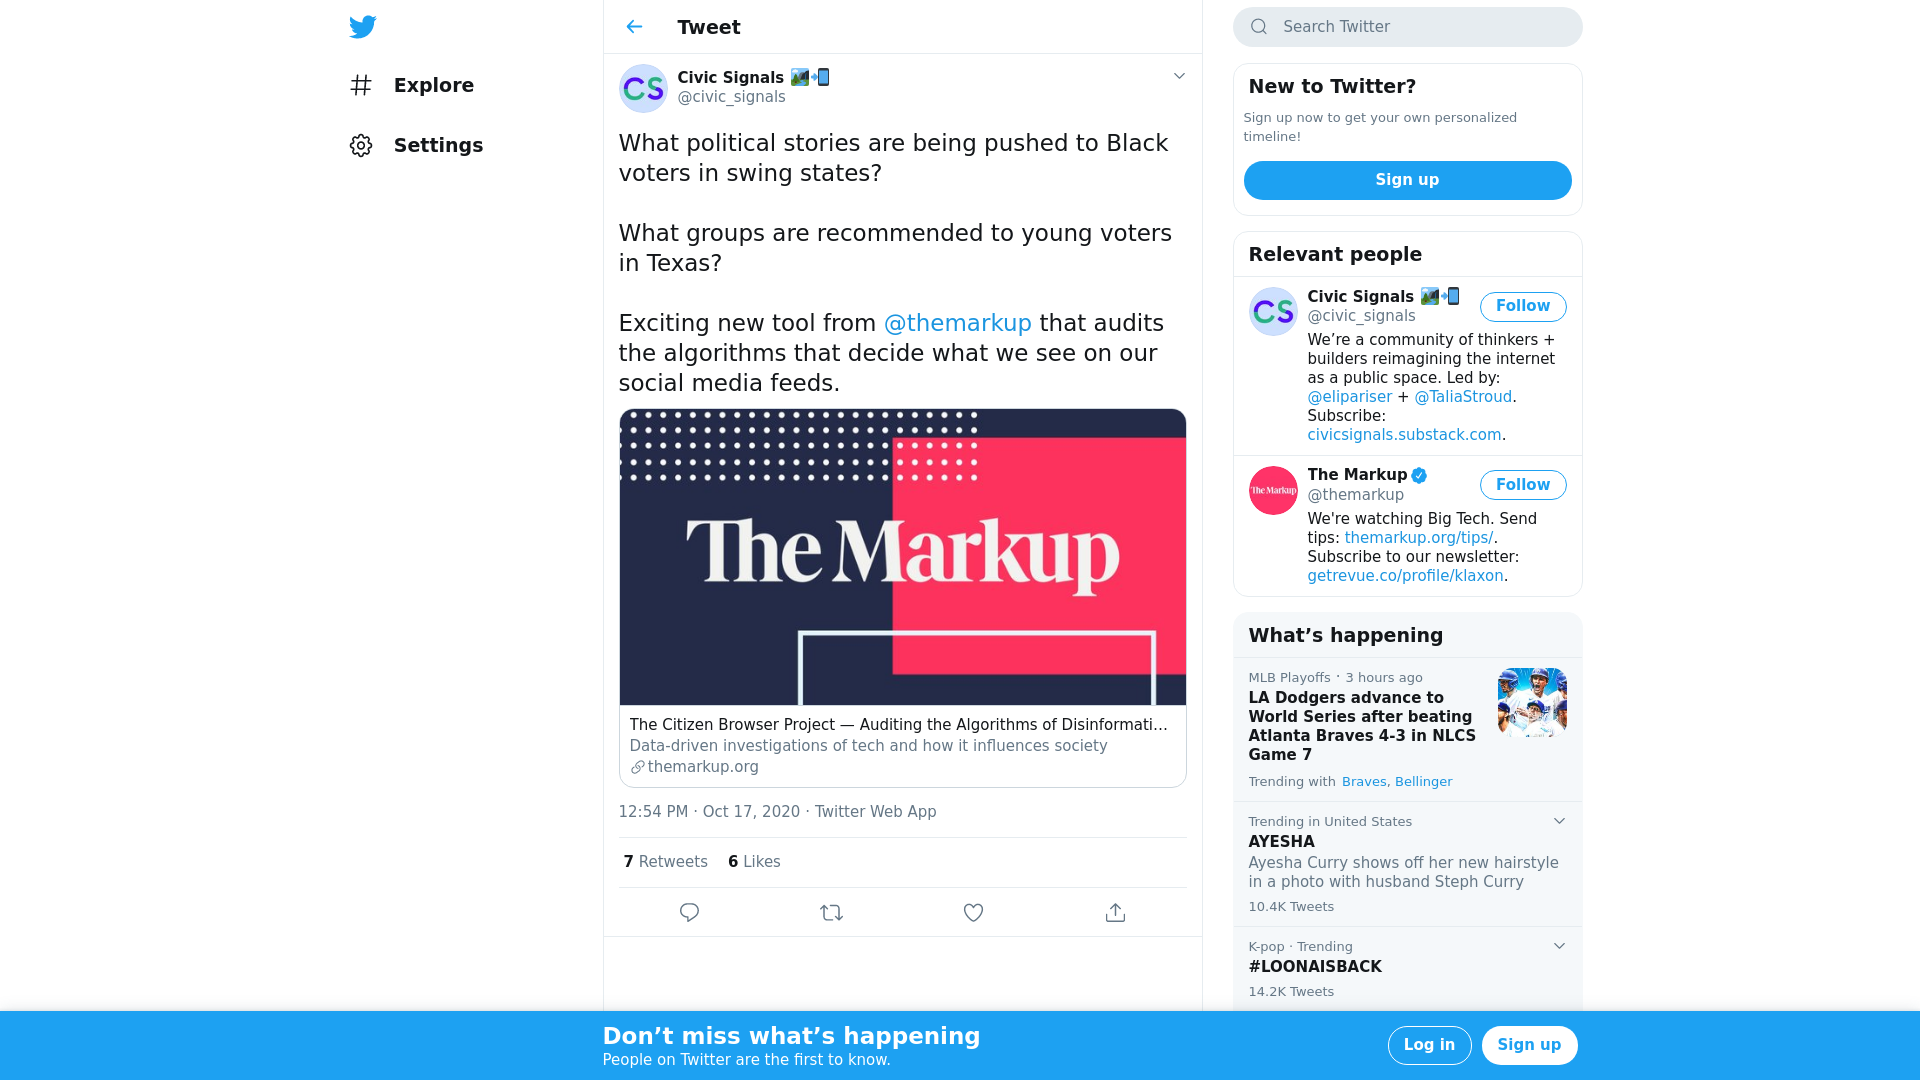 Explore
Settings
Tweet
Civic Signals
@civic_signals
What political stories are being pushed to Black
voters in swing states?
What groups are recommended to young voters
in Texas?
Exciting new tool from @themarkup that audits
the algorithms that decide what we see on our
social media feeds.
The Markup
The Citizen Browser Project — Auditing the Algorithms of Disinformati...
Data-driven investigations of tech and how it influences society
themarkup.org
12:54 PM · Oct 17, 2020 · Twitter Web App
7 Retweets 6 Likes
Search Twitter
New to Twitter?
Sign up now to get your own personalized
timeline!
Sign up
Relevant people
CS
Civic Signals
@civic_signals
Follow
We’re a community of thinkers +
builders reimagining the internet
as a public space. Led by:
@elipariser + @TaliaStroud.
Subscribe:
civicsignals.substack.com.
The Markup
The Markup
@themarkup
Follow
We're watching Big Tech. Send
tips: themarkup.org/tips/.
Subscribe to our newsletter:
getrevue.co/profile/klaxon.
What’s happening
MLB Playoffs · 3 hours ago
LA Dodgers advance to
World Series after beating
Atlanta Braves 4-3 in NLCS
Game 7
Trending with Braves, Bellinger
Trending in United States
AYESHA
Ayesha Curry shows off her new hairstyle
in a photo with husband Steph Curry
10.4K Tweets
K-pop · Trending
#LOONAISBACK
14.2K Tweets
Don’t miss what’s happening
People on Twitter are the first to know.
Log in
Sign up